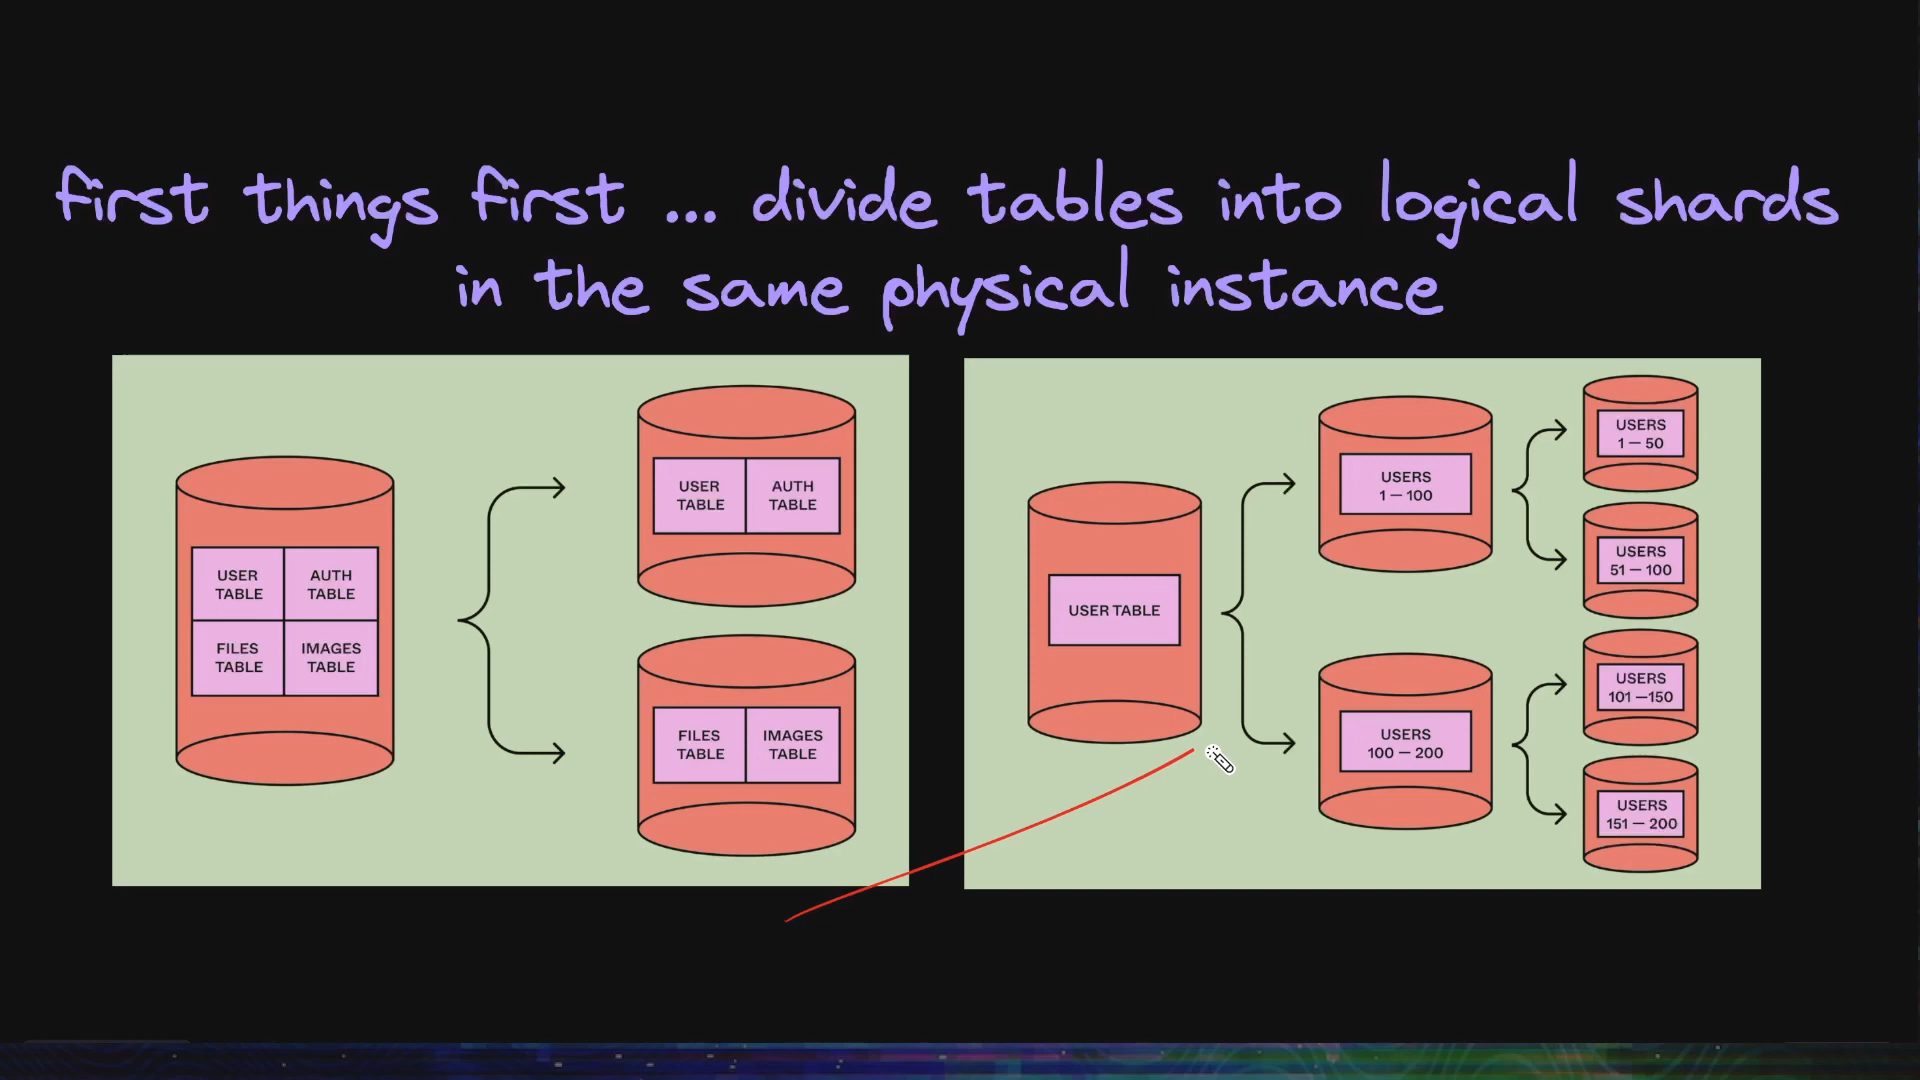 first things first ... divide tables into logical shards
in the same physical instance
USER
TABLE
AUTH
TABLE
FILES
TABLE
IMAGES
TABLE
USER
TABLE
AUTH
TABLE
FILES
TABLE
IMAGES
TABLE
USER TABLE
USERS
1 — 100
USERS
100 — 200
USERS
1 — 50
USERS
51 — 100
USERS
101 —150
USERS
151 — 200